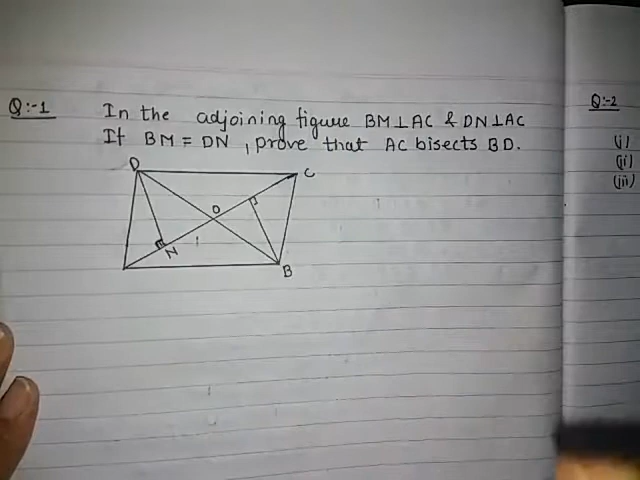 Q:-1 In the adjoining figure BM⊥AC & DN⊥AC
If BM = DN, prove that AC bisects BD.
D
C
O
N
B
Q:-2
(i)
(ii)
(iii)